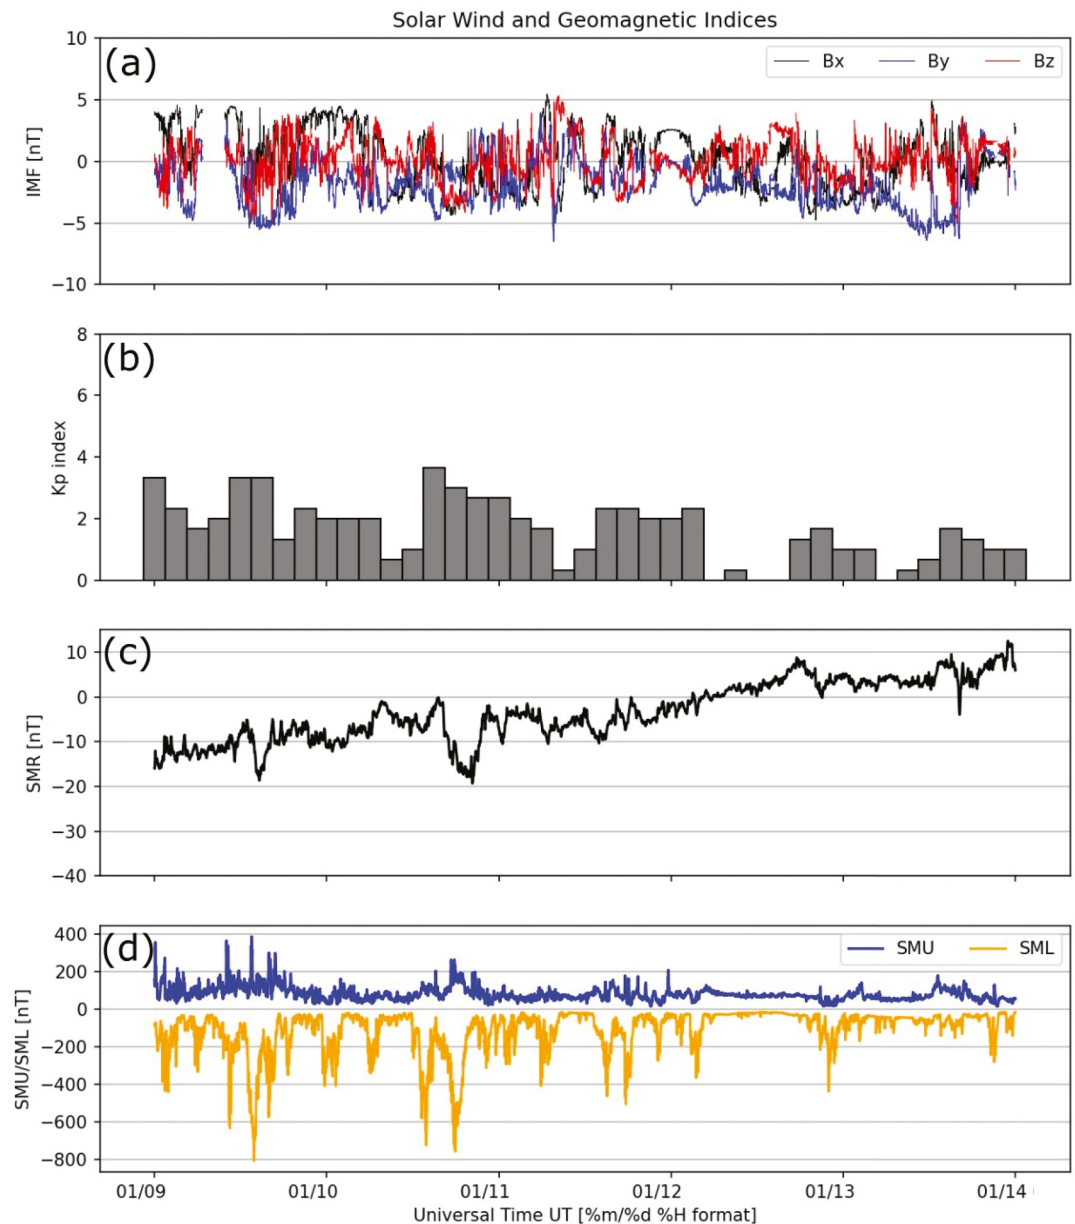 Solar Wind and Geomagnetic Indices
(a)
Bx By Bz
10
5
0
−5
−10
IMF [nT]
(b)
8
6
4
2
0
Kp index
(c)
10
0
−10
−20
−30
−40
SMR [nT]
(d)
SMU SML
400
200
0
−200
−400
−600
−800
SMU/SML [nT]
01/09 01/10 01/11 01/12 01/13 01/14
Universal Time UT [%m/%d %H format]